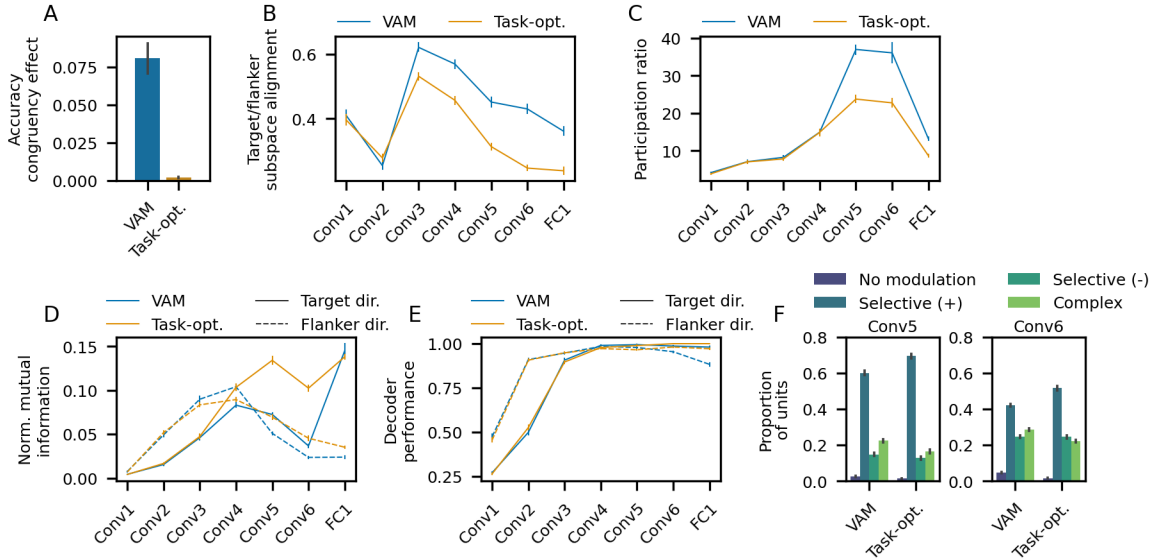 A
Accuracy
congruency effect
0.075
0.050
0.025
0.000
VAM
Task-opt.
B
VAM
Task-opt.
Target/flanker
subspace alignment
0.6
0.4
Conv1
Conv2
Conv3
Conv4
Conv5
Conv6
FC1
C
VAM
Task-opt.
Participation ratio
40
30
20
10
Conv1
Conv2
Conv3
Conv4
Conv5
Conv6
FC1
D
VAM
Target dir.
Task-opt.
Flanker dir.
Norm. mutual
information
0.15
0.10
0.05
0.00
Conv1
Conv2
Conv3
Conv4
Conv5
Conv6
FC1
E
VAM
Target dir.
Task-opt.
Flanker dir.
Decoder
performance
1.00
0.75
0.50
0.25
Conv1
Conv2
Conv3
Conv4
Conv5
Conv6
FC1
F
No modulation
Selective (-)
Selective (+)
Complex
Conv5
Proportion
of units
0.8
0.6
0.4
0.2
0.0
VAM
Task-opt.
Conv6
0.8
0.6
0.4
0.2
0.0
VAM
Task-opt.